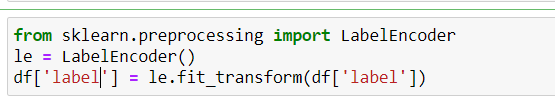 from sklearn.preprocessing import LabelEncoder
le = LabelEncoder()
df['label'] = le.fit_transform(df['label'])